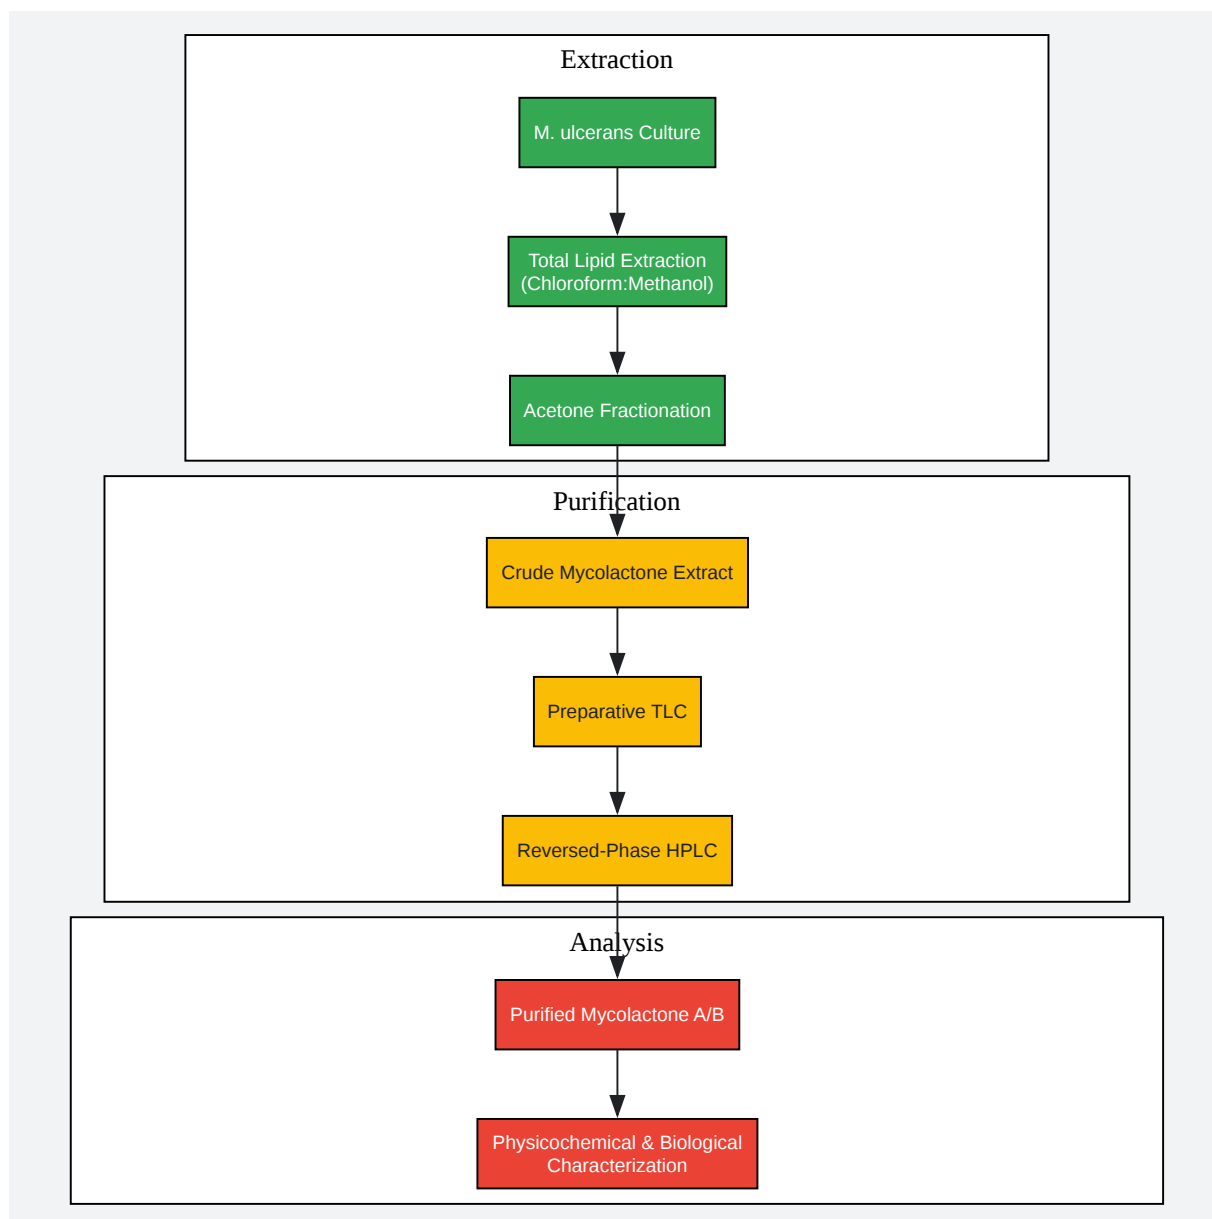 Extraction
M. ulcerans Culture
Total Lipid Extraction
(Chloroform:Methanol)
Acetone Fractionation
Purification
Crude Mycolactone Extract
Preparative TLC
Reversed-Phase HPLC
Analysis
Purified Mycolactone A/B
Physicochemical & Biological
Characterization